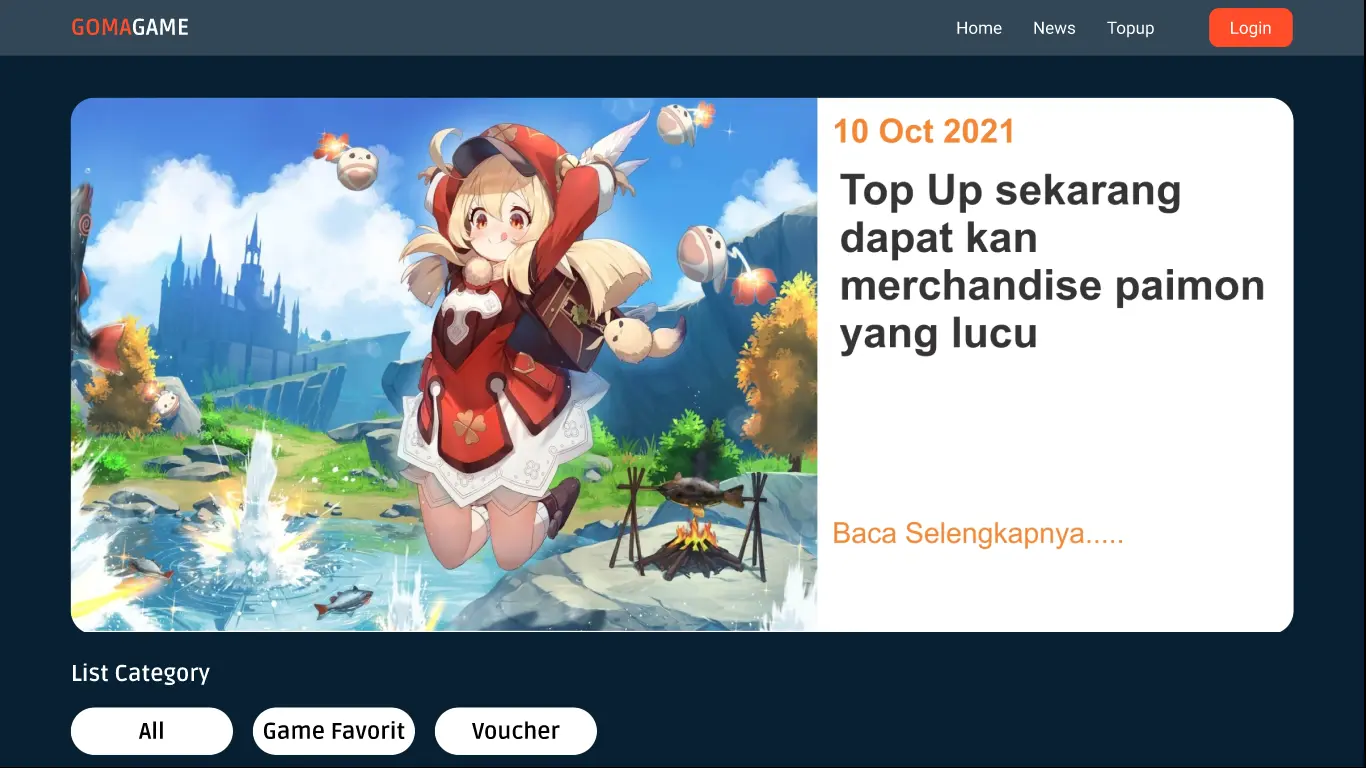 GOMAGAME
Home News Topup Login
10 Oct 2021
Top Up sekarang
dapat kan
merchandise paimon
yang lucu
Baca Selengkapnya.....
List Category
All Game Favorit Voucher